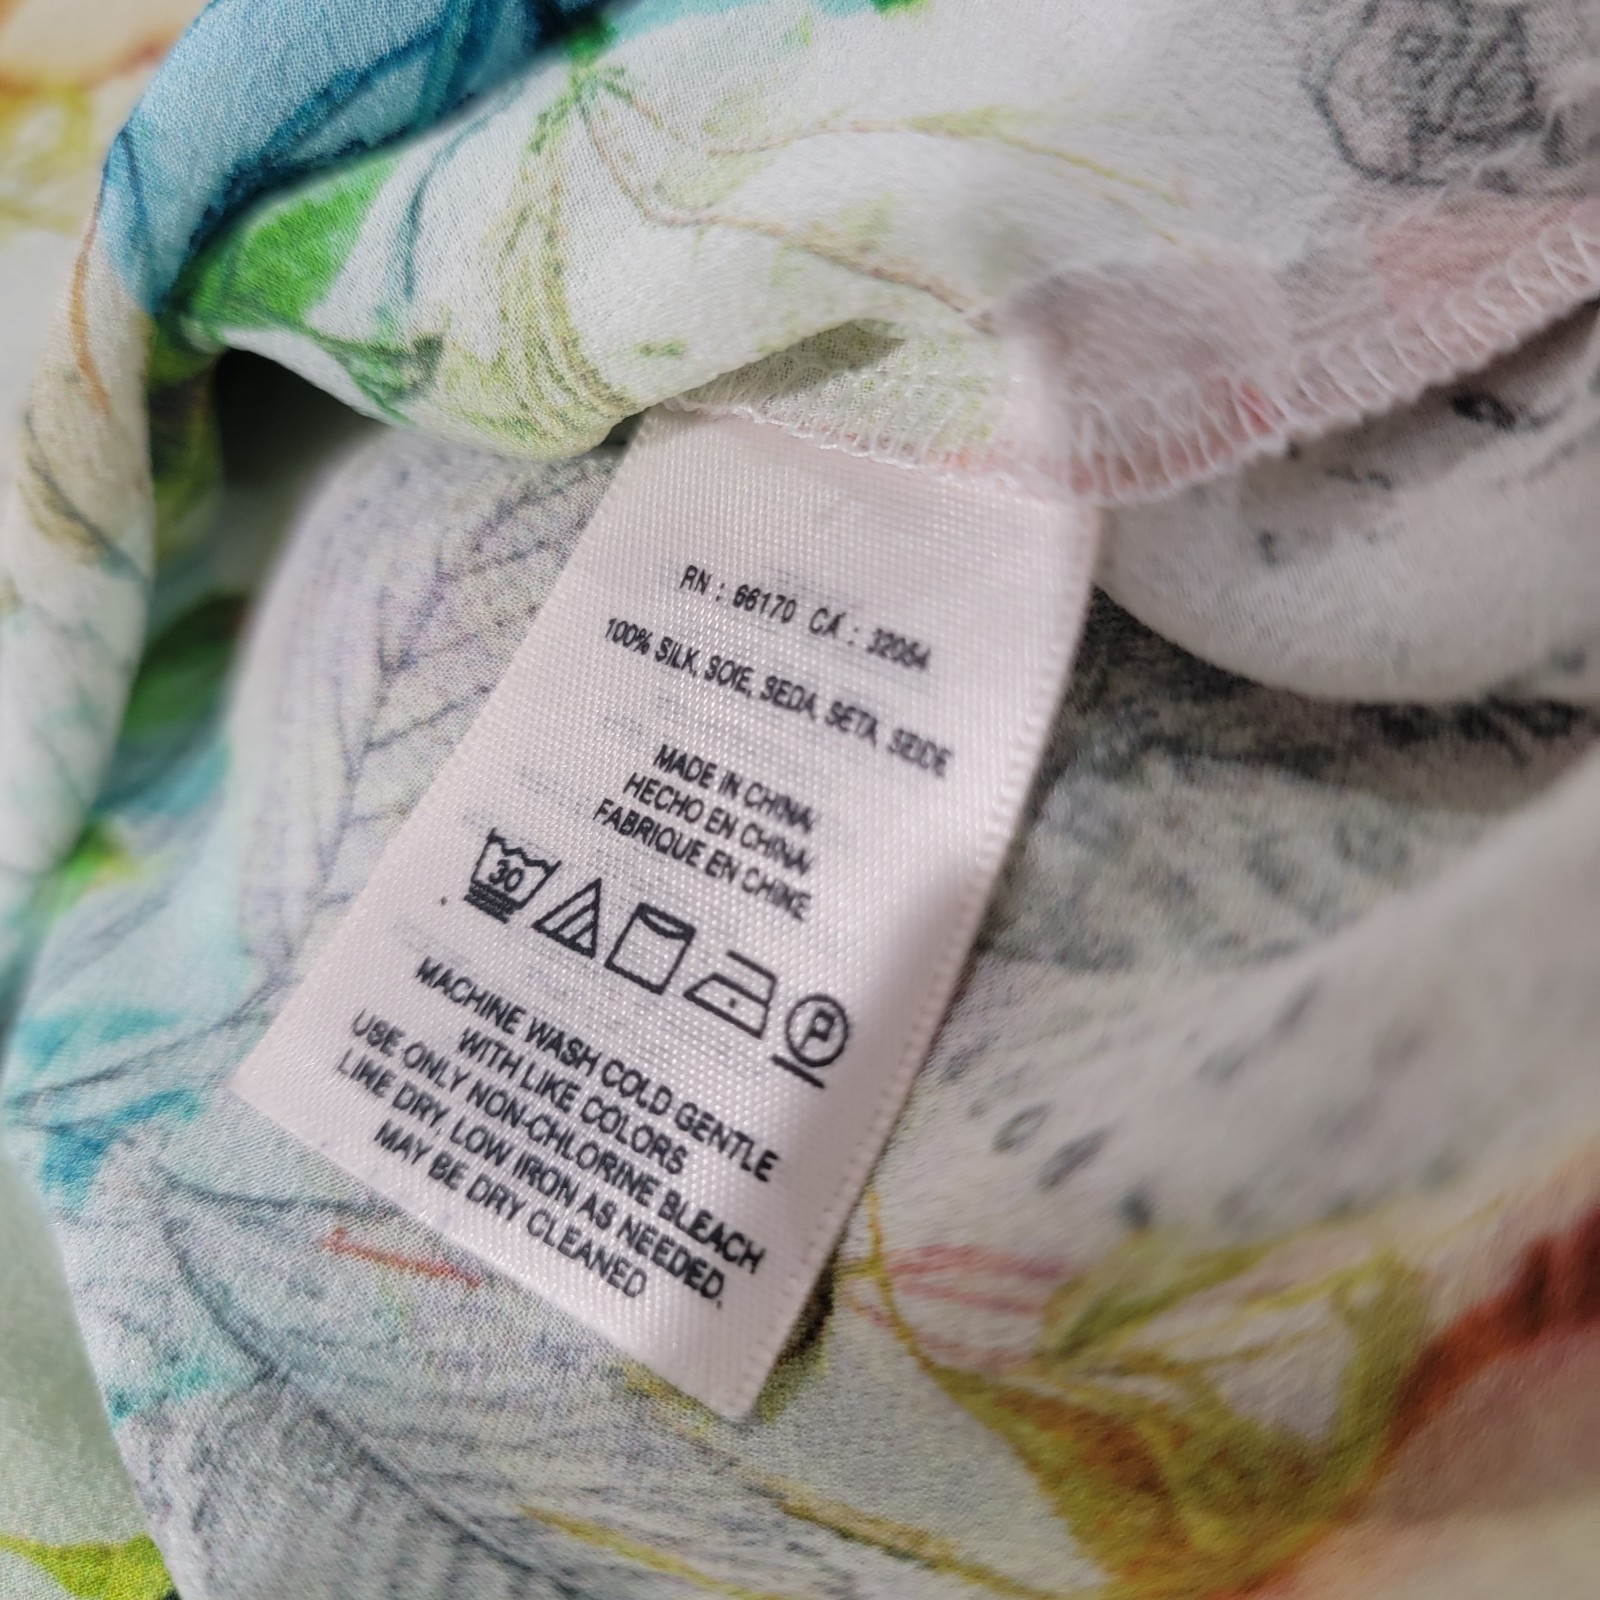 RN : 66170 CA : 32054
100% SILK, SOIE, SEDA, SETA, SEIDE
MADE IN CHINA
HECHO EN CHINA
FABRIQUE EN CHINE
30
P
MACHINE WASH COLD GENTLE
WITH LIKE COLORS
USE ONLY NON-CHLORINE BLEACH
LINE DRY, LOW IRON AS NEEDED,
MAY BE DRY CLEANED